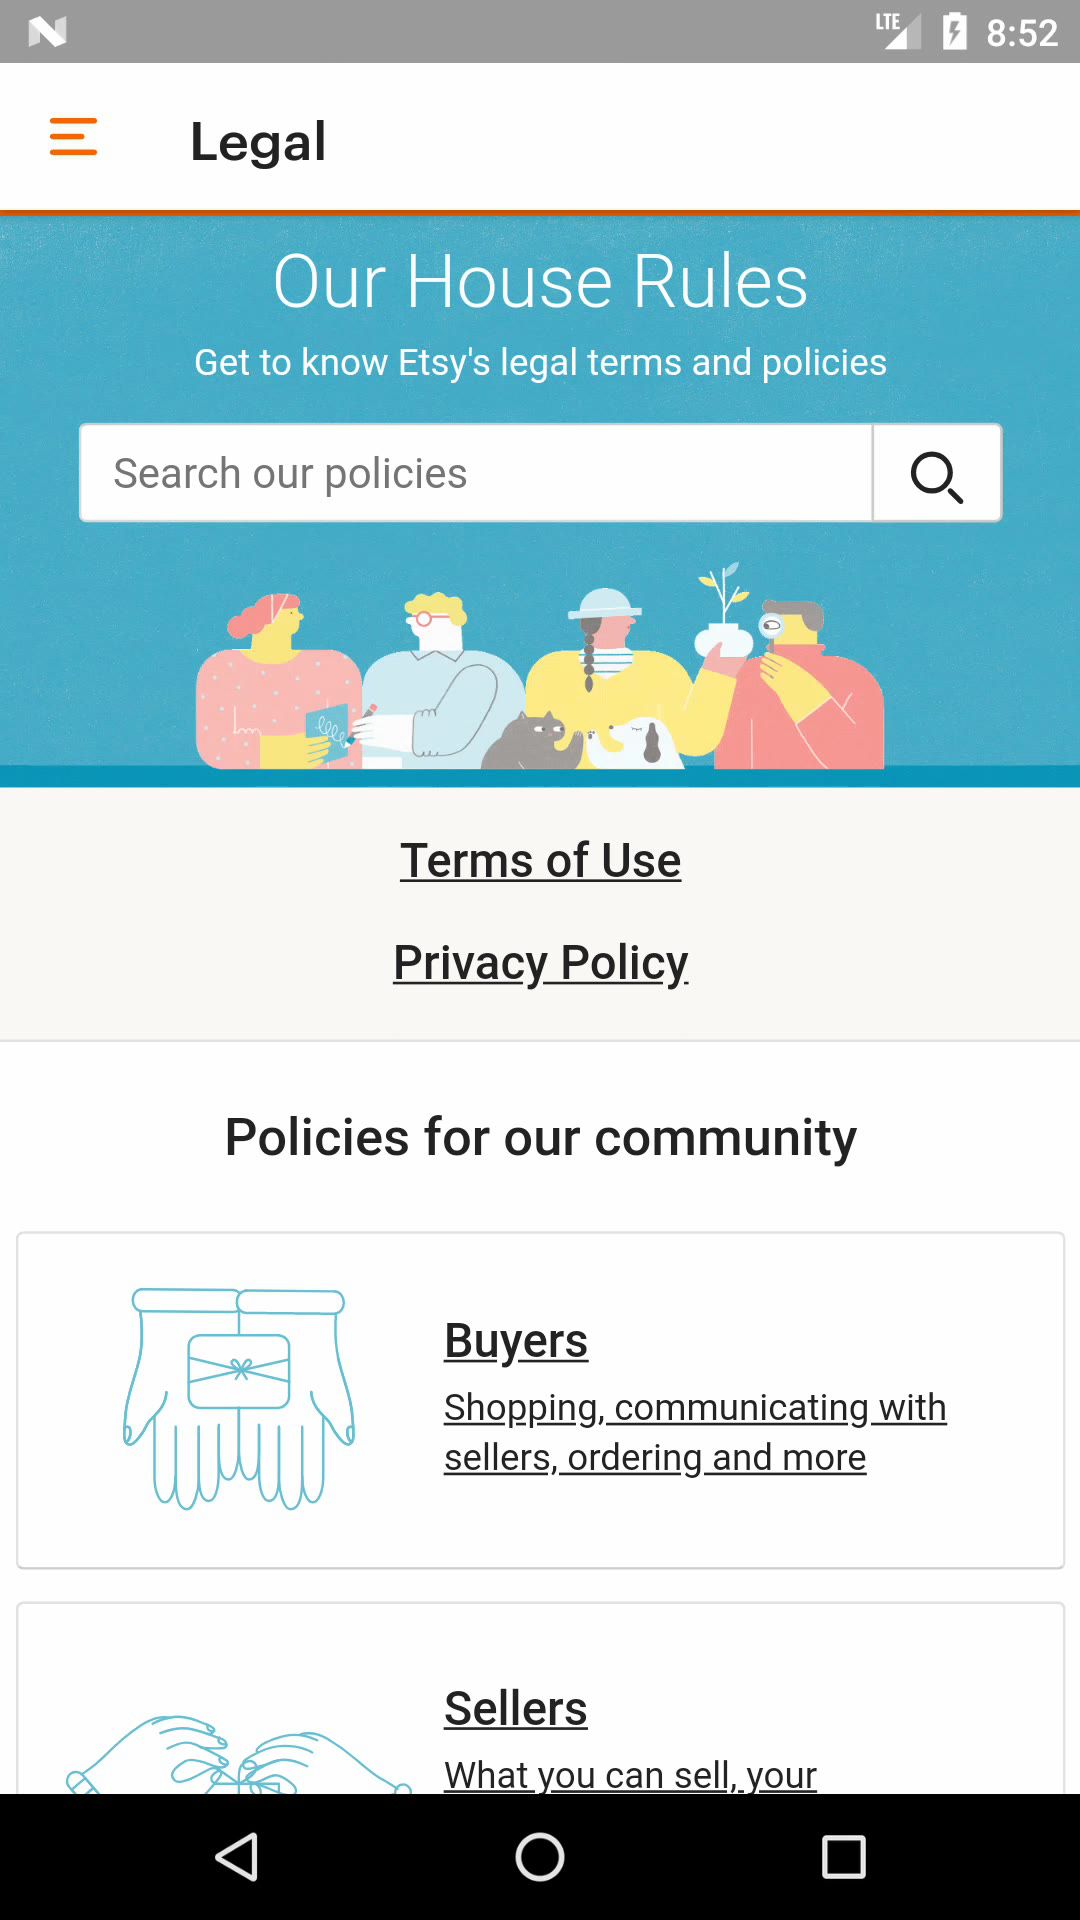 LTE 8:52
Legal
Our House Rules
Get to know Etsy's legal terms and policies
Search our policies
Terms of Use
Privacy Policy
Policies for our community
Buyers
Shopping, communicating with
sellers, ordering and more
Sellers
What you can sell, your